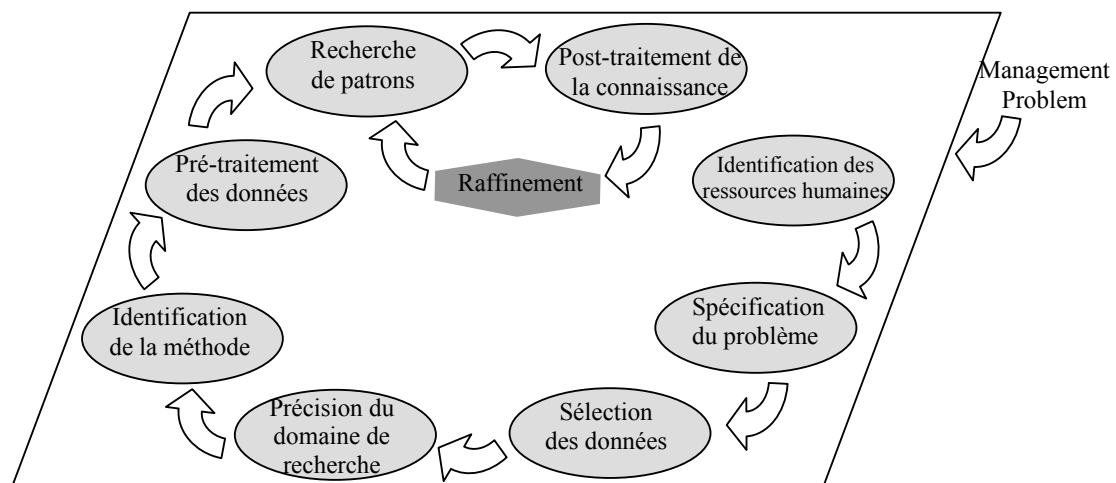 Recherche
de patrons
Post-traitement de
la connaissance
Management
Problem
Pré-traitement
des données
Raffinement
Identification des
ressources humaines
Identification
de la méthode
Spécification
du problème
Précision du
domaine de
recherche
Sélection
des données